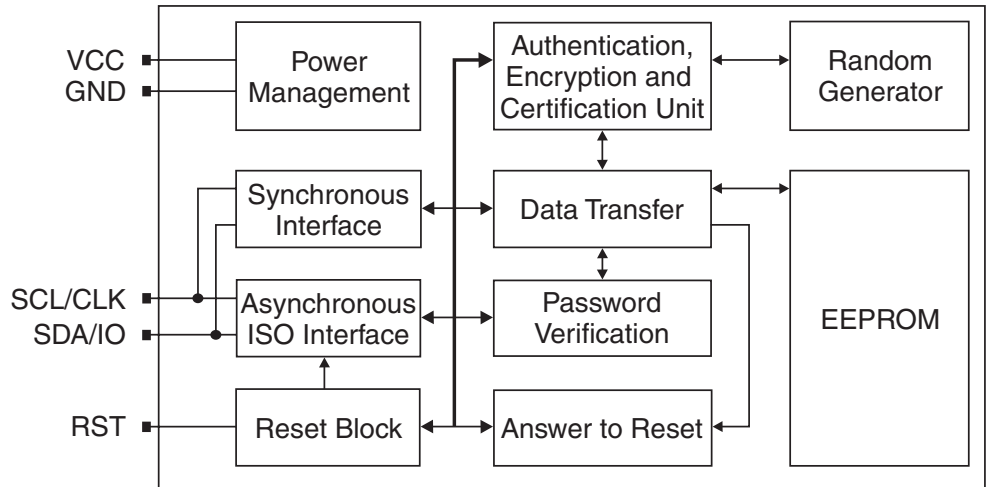 VCC
GND
Power
Management
Authentication,
Encryption and
Certification Unit
Random
Generator
Synchronous
Interface
Data Transfer
EEPROM
SCL/CLK
SDA/IO
Asynchronous
ISO Interface
Password
Verification
RST
Reset Block
Answer to Reset